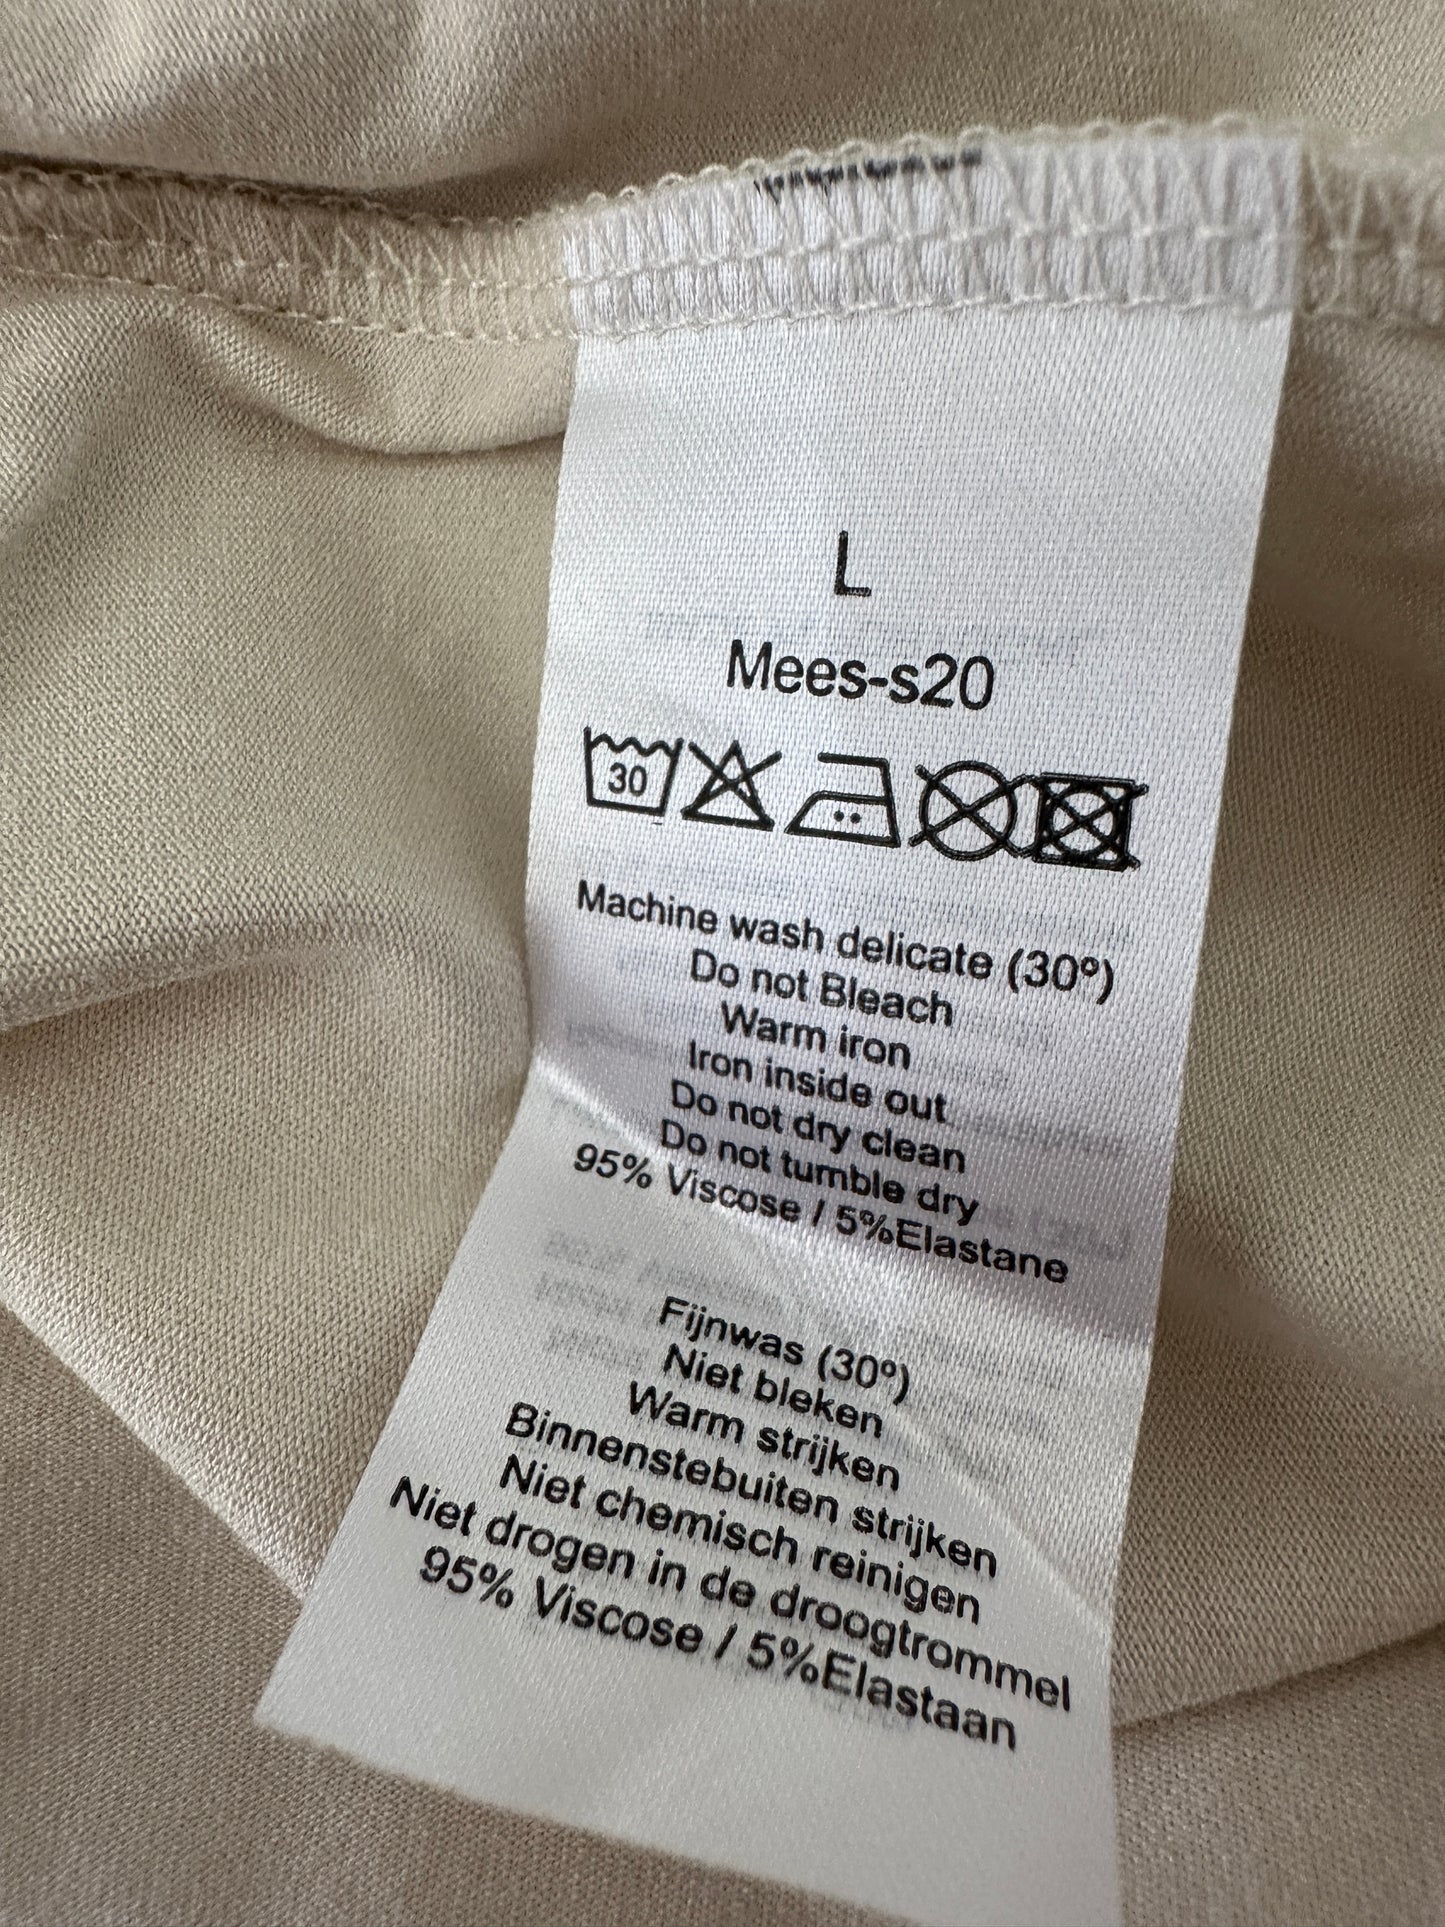 L
Mees-s20
30
Machine wash delicate (30º)
Do not Bleach
Warm iron
Iron inside out
Do not dry clean
Do not tumble dry
95% Viscose / 5%Elastane
Fijnwas (30º)
Niet bleken
Warm strijken
Binnenstebuiten strijken
Niet chemisch reinigen
Niet drogen in de droogtrommel
95% Viscose / 5%Elastaan